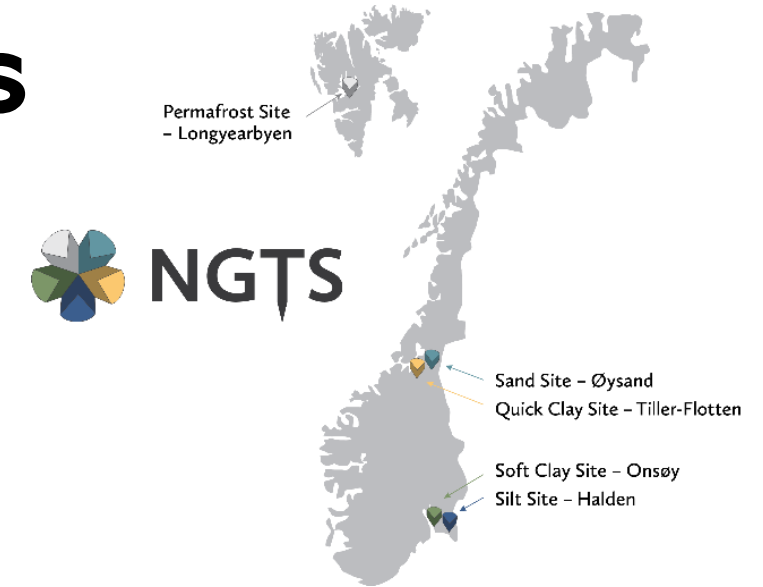 s
Permafrost Site
– Longyearbyen
NGTS
Sand Site – Øysand
Quick Clay Site – Tiller-Flotten
Soft Clay Site – Onsøy
Silt Site – Halden